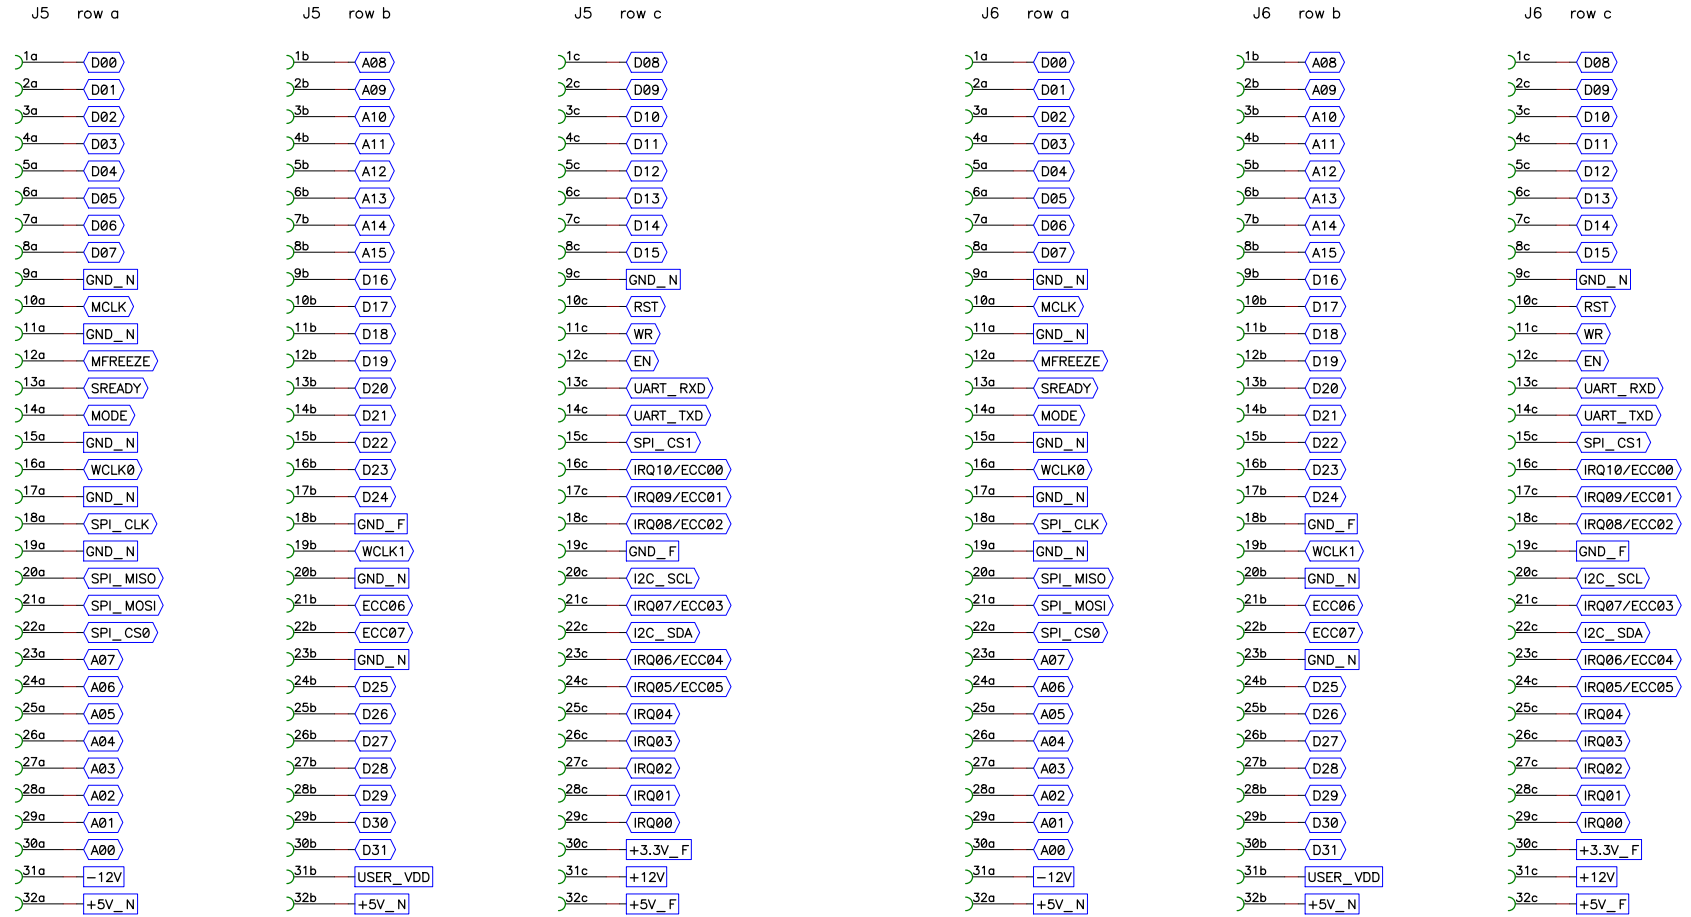 J5 row a J5 row b J5 row c J6 row a J6 row b J6 row c
1a D00 1b A08 1c D08 1a D00 1b A08 1c D08
2a D01 2b A09 2c D09 2a D01 2b A09 2c D09
3a D02 3b A10 3c D10 3a D02 3b A10 3c D10
4a D03 4b A11 4c D11 4a D03 4b A11 4c D11
5a D04 5b A12 5c D12 5a D04 5b A12 5c D12
6a D05 6b A13 6c D13 6a D05 6b A13 6c D13
7a D06 7b A14 7c D14 7a D06 7b A14 7c D14
8a D07 8b A15 8c D15 8a D07 8b A15 8c D15
9a GND_N 9b D16 9c GND_N 9a GND_N 9b D16 9c GND_N
10a MCLK 10b D17 10c RST 10a MCLK 10b D17 10c RST
11a GND_N 11b D18 11c WR 11a GND_N 11b D18 11c WR
12a MFREEZE 12b D19 12c EN 12a MFREEZE 12b D19 12c EN
13a SREADY 13b D20 13c UART_RXD 13a SREADY 13b D20 13c UART_RXD
14a MODE 14b D21 14c UART_TXD 14a MODE 14b D21 14c UART_TXD
15a GND_N 15b D22 15c SPI_CS1 15a GND_N 15b D22 15c SPI_CS1
16a WCLK0 16b D23 16c IRQ10/ECC00 16a WCLK0 16b D23 16c IRQ10/ECC00
17a GND_N 17b D24 17c IRQ09/ECC01 17a GND_N 17b D24 17c IRQ09/ECC01
18a SPI_CLK 18b GND_F 18c IRQ08/ECC02 18a SPI_CLK 18b GND_F 18c IRQ08/ECC02
19a GND_N 19b WCLK1 19c GND_F 19a GND_N 19b WCLK1 19c GND_F
20a SPI_MISO 20b GND_N 20c I2C_SCL 20a SPI_MISO 20b GND_N 20c I2C_SCL
21a SPI_MOSI 21b ECC06 21c IRQ07/ECC03 21a SPI_MOSI 21b ECC06 21c IRQ07/ECC03
22a SPI_CS0 22b ECC07 22c I2C_SDA 22a SPI_CS0 22b ECC07 22c I2C_SDA
23a A07 23b GND_N 23c IRQ06/ECC04 23a A07 23b GND_N 23c IRQ06/ECC04
24a A06 24b D25 24c IRQ05/ECC05 24a A06 24b D25 24c IRQ05/ECC05
25a A05 25b D26 25c IRQ04 25a A05 25b D26 25c IRQ04
26a A04 26b D27 26c IRQ03 26a A04 26b D27 26c IRQ03
27a A03 27b D28 27c IRQ02 27a A03 27b D28 27c IRQ02
28a A02 28b D29 28c IRQ01 28a A02 28b D29 28c IRQ01
29a A01 29b D30 29c IRQ00 29a A01 29b D30 29c IRQ00
30a A00 30b D31 30c +3.3V_F 30a A00 30b D31 30c +3.3V_F
31a -12V 31b USER_VDD 31c +12V 31a -12V 31b USER_VDD 31c +12V
32a +5V_N 32b +5V_N 32c +5V_F 32a +5V_N 32b +5V_N 32c +5V_F